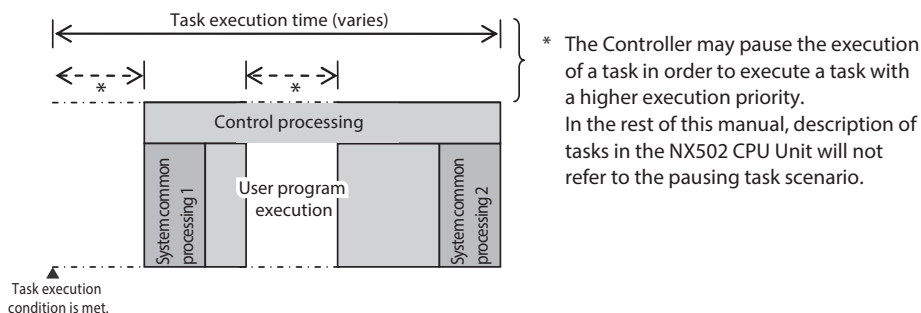 Task execution time (varies)
*
*
Control processing
System common
processing 1
User program
execution
System common
processing 2
Task execution
condition is met.
* The Controller may pause the execution
of a task in order to execute a task with
a higher execution priority.
In the rest of this manual, description of
tasks in the NX502 CPU Unit will not
refer to the pausing task scenario.